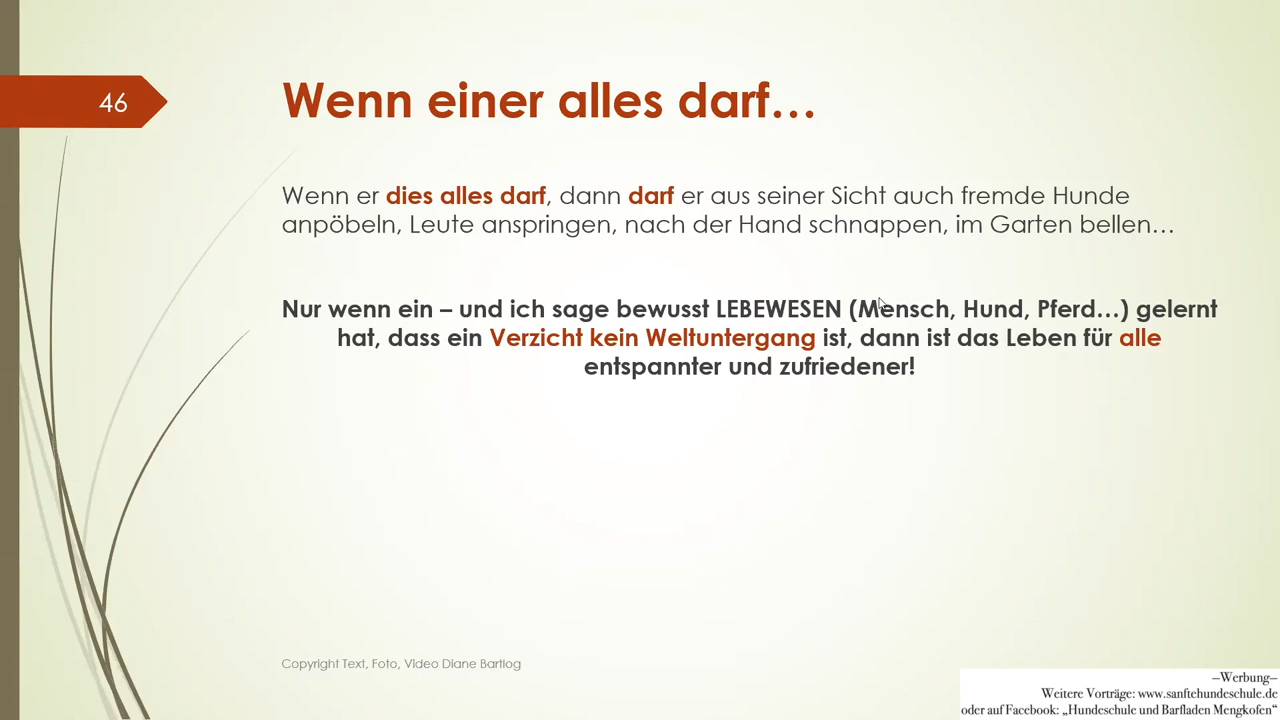 46
Wenn einer alles darf…
Wenn er dies alles darf, dann darf er aus seiner Sicht auch fremde Hunde
anpöbeln, Leute anspringen, nach der Hand schnappen, im Garten bellen…
Nur wenn ein – und ich sage bewusst LEBEWESEN (Mensch, Hund, Pferd…) gelernt
hat, dass ein Verzicht kein Weltuntergang ist, dann ist das Leben für alle
entspannter und zufriedener!
Copyright Text, Foto, Video Diane Bartlog
—Werbung—
Weitere Vorträge: www.sanftehundeschule.de
oder auf Facebook: „Hundeschule und Barfladen Mengkofen“